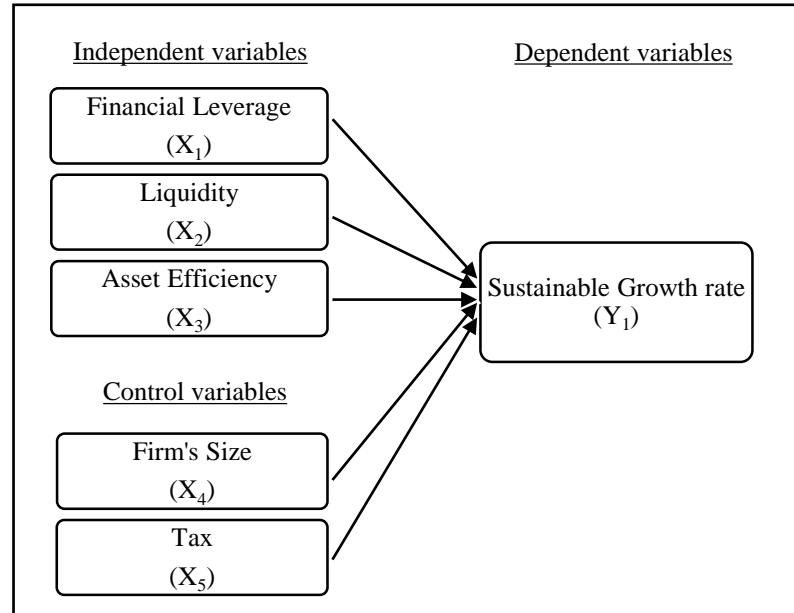 Independent variables
Dependent variables
Financial Leverage
(X₁)
Liquidity
(X₂)
Asset Efficiency
(X₃)
Sustainable Growth rate
(Y₁)
Control variables
Firm's Size
(X₄)
Tax
(X₅)